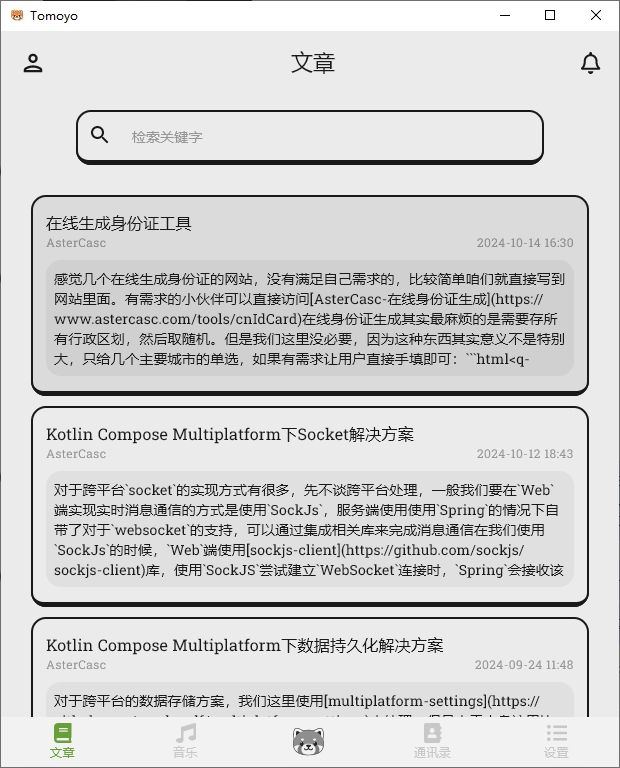 Tomoyo
文章
检索关键字
在线生成身份证工具
AsterCasc 2024-10-14 16:30
感觉几个在线生成身份证的网站，没有满足自己需求的，比较简单咱们就直接写到
网站里面。有需求的小伙伴可以直接访问[AsterCasc-在线身份证生成](https://
www.astercasc.com/tools/cnIdCard)在线身份证生成其实最麻烦的是需要存所
有行政区划，然后取随机。但是我们这里没必要，因为这种东西其实意义不是特别
大，只给几个主要城市的单选，如果有需求让用户直接手填即可：```html<q-
Kotlin Compose Multiplatform下Socket解决方案
AsterCasc 2024-10-12 18:43
对于跨平台`socket`的实现方式有很多，先不谈跨平台处理，一般我们要在`Web`
端实现实时消息通信的方式是使用`SockJs`，服务端使用使用`Spring`的情况下自
带了对于`websocket`的支持，可以通过集成相关库来完成消息通信在我们使用
`SockJs`的时候，`Web`端使用[sockjs-client](https://github.com/sockjs/
sockjs-client)库，使用`SockJS`尝试建立`WebSocket`连接时，`Spring`会接收该
Kotlin Compose Multiplatform下数据持久化解决方案
AsterCasc 2024-09-24 11:48
对于跨平台的数据存储方案，我们这里使用[multiplatform-settings](https://
文章 音乐 通讯录 设置